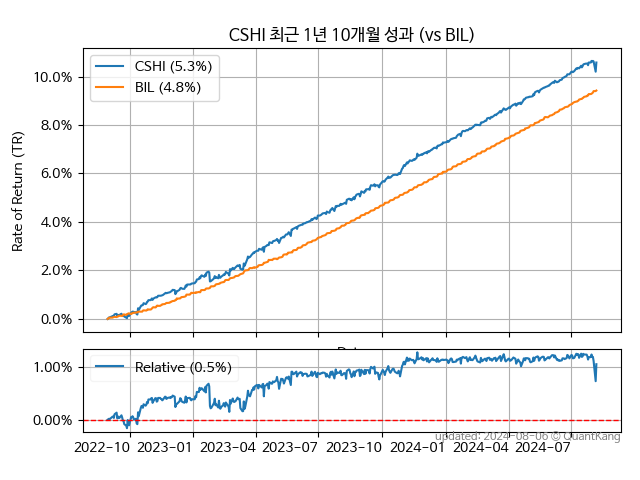 CSHI 최근 1년 10개월 성과 (vs BIL)
CSHI (5.3%)
BIL (4.8%)
Rate of Return (TR)
10.0%
8.0%
6.0%
4.0%
2.0%
0.0%
Relative (0.5%)
1.00%
0.00%
2022-10 2023-01 2023-04 2023-07 2023-10 2024-01 2024-04 2024-07
updated: 2024-08-06 © QuantKang